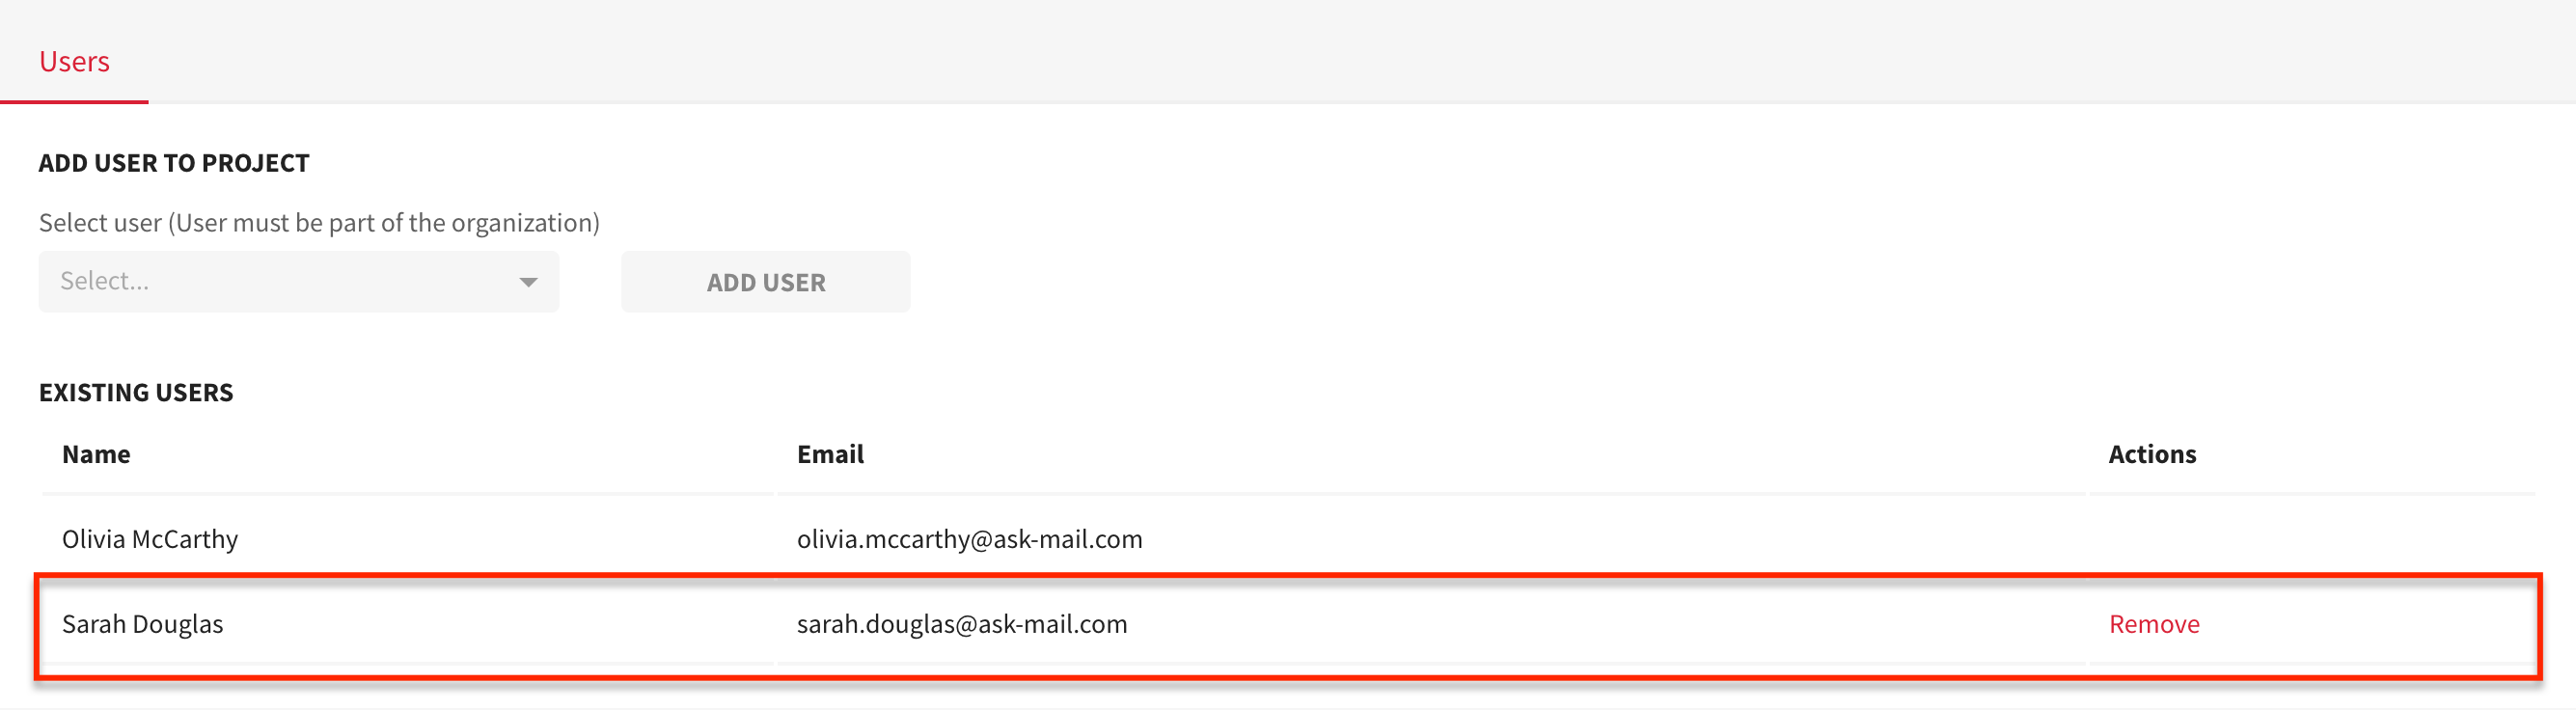 Users
ADD USER TO PROJECT
Select user (User must be part of the organization)
Select... ADD USER
EXISTING USERS
Name Email Actions
Olivia McCarthy olivia.mccarthy@ask-mail.com
Sarah Douglas sarah.douglas@ask-mail.com Remove